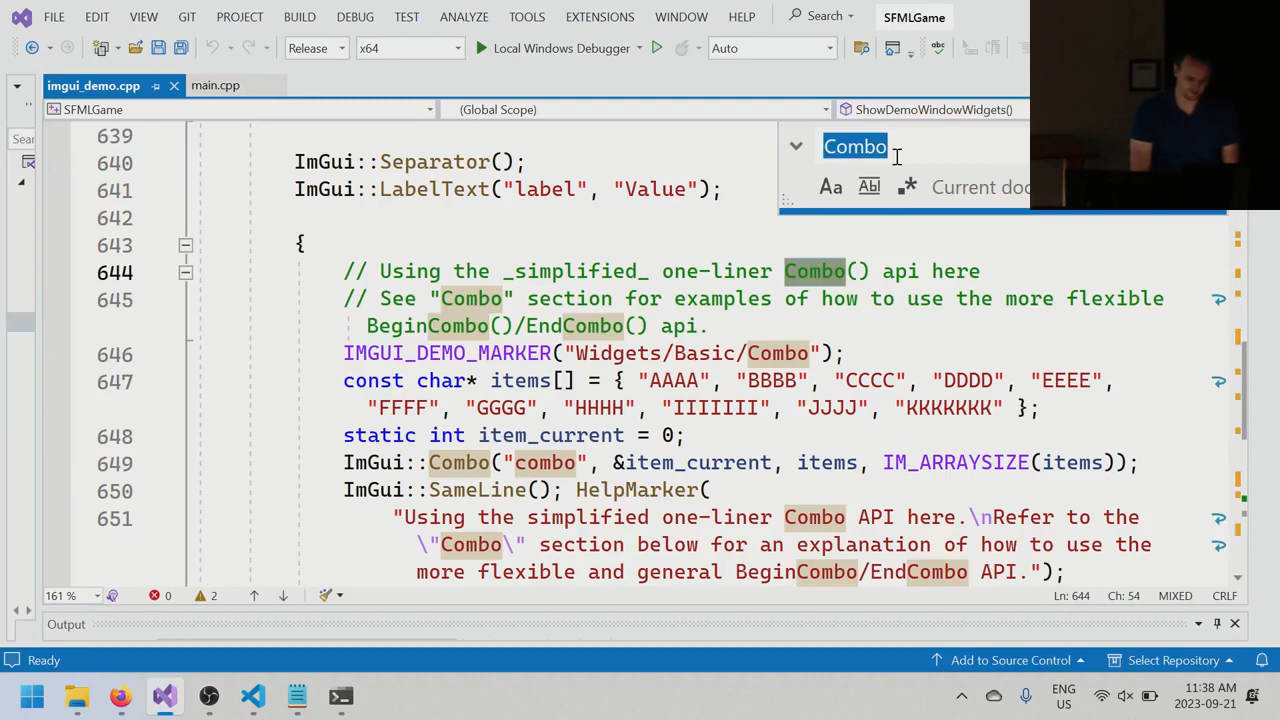 FILE EDIT VIEW GIT PROJECT BUILD DEBUG TEST ANALYZE TOOLS EXTENSIONS WINDOW HELP Search SFMLGame
Release x64 Local Windows Debugger Auto
imgui_demo.cpp main.cpp
SFMLGame (Global Scope) ShowDemoWindowWidgets()
Sear
Combo
Aa Abl Current doc
639
640 ImGui::Separator();
641 ImGui::LabelText("label", "Value");
642
643 {
644 // Using the _simplified_ one-liner Combo() api here
645 // See "Combo" section for examples of how to use the more flexible
BeginCombo()/EndCombo() api.
646 IMGUI_DEMO_MARKER("Widgets/Basic/Combo");
647 const char* items[] = { "AAAA", "BBBB", "CCCC", "DDDD", "EEEE",
"FFFF", "GGGG", "HHHH", "IIIIIII", "JJJJ", "KKKKKKK" };
648 static int item_current = 0;
649 ImGui::Combo("combo", &item_current, items, IM_ARRAYSIZE(items));
650 ImGui::SameLine(); HelpMarker(
651 "Using the simplified one-liner Combo API here.\nRefer to the
\"Combo\" section below for an explanation of how to use the
more flexible and general BeginCombo/EndCombo API.");
161 % 0 2 Ln: 644 Ch: 54 MIXED CRLF
Output
Ready Add to Source Control Select Repository
ENG
US
11:38 AM
2023-09-21